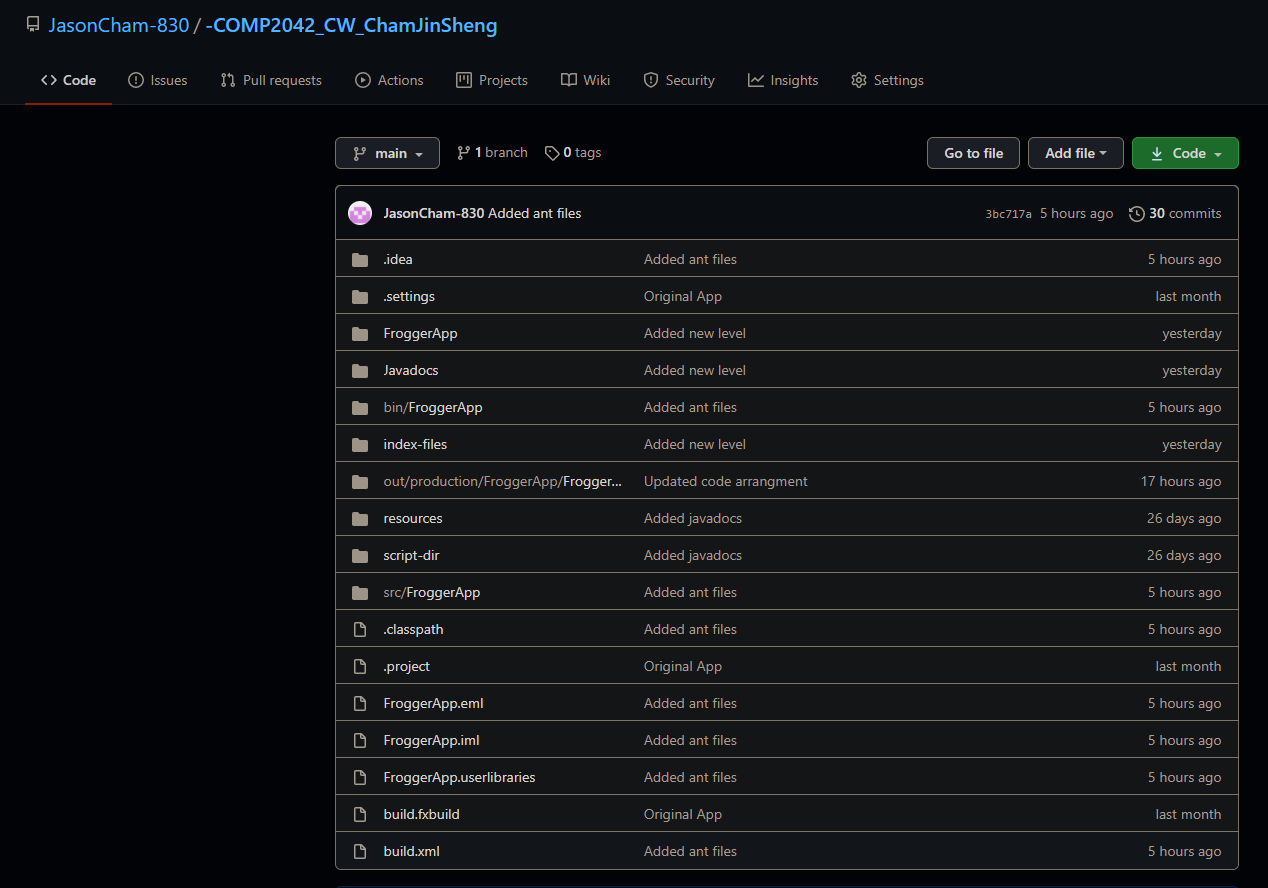 JasonCham-830 / -COMP2042_CW_ChamJinSheng
Code Issues Pull requests Actions Projects Wiki Security Insights Settings
main 1 branch 0 tags Go to file Add file Code
JasonCham-830 Added ant files 3bc717a 5 hours ago 30 commits
.idea Added ant files 5 hours ago
.settings Original App last month
FroggerApp Added new level yesterday
Javadocs Added new level yesterday
bin/FroggerApp Added ant files 5 hours ago
index-files Added new level yesterday
out/production/FroggerApp/Frogger... Updated code arrangment 17 hours ago
resources Added javadocs 26 days ago
script-dir Added javadocs 26 days ago
src/FroggerApp Added ant files 5 hours ago
.classpath Added ant files 5 hours ago
.project Original App last month
FroggerApp.eml Added ant files 5 hours ago
FroggerApp.iml Added ant files 5 hours ago
FroggerApp.userlibraries Added ant files 5 hours ago
build.fxbuild Original App last month
build.xml Added ant files 5 hours ago